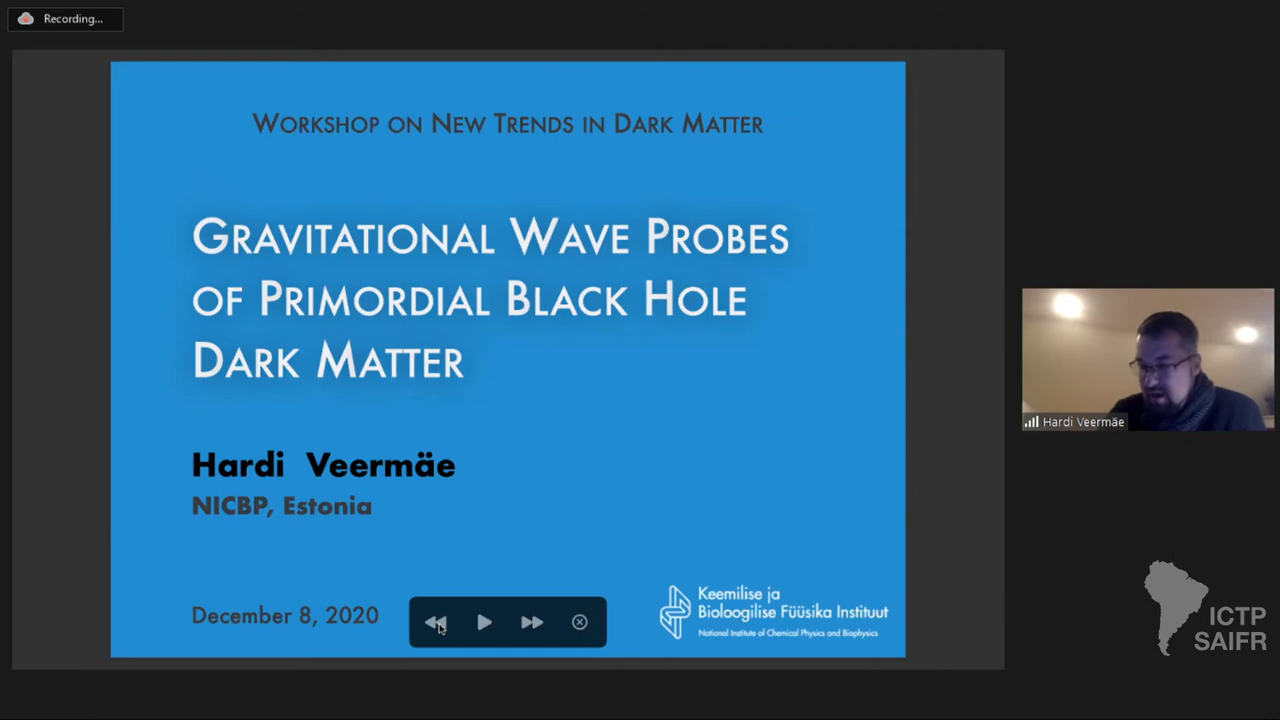 Recording...
WORKSHOP ON NEW TRENDS IN DARK MATTER
GRAVITATIONAL WAVE PROBES
OF PRIMORDIAL BLACK HOLE
DARK MATTER
Hardi Veermäe
NICBP, Estonia
December 8, 2020
Keemilise ja
Bioloogilise Füüsika Instituut
National Institute of Chemical Physics and Biophysics
Hardi Veermäe
ICTP
SAIFR